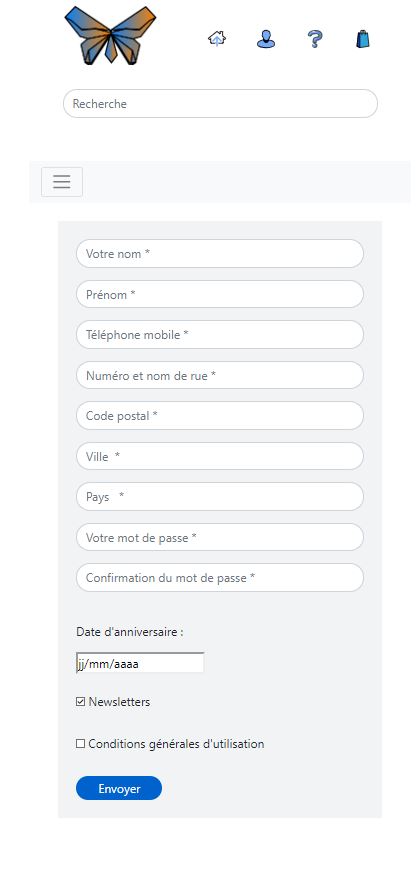 Recherche
Votre nom *
Prénom *
Téléphone mobile *
Numéro et nom de rue *
Code postal *
Ville *
Pays *
Votre mot de passe *
Confirmation du mot de passe *
Date d'anniversaire :
jj/mm/aaaa
Newsletters
Conditions générales d'utilisation
Envoyer